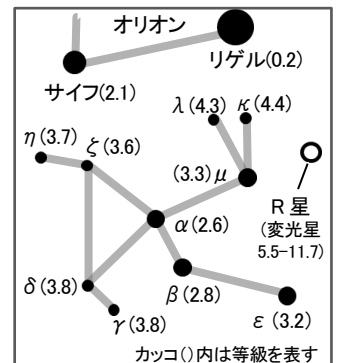 オリオン
リゲル(0.2)
サイフ(2.1)
λ(4.3) κ(4.4)
η(3.7) ζ(3.6)
(3.3)μ
R星
(変光星
5.5-11.7)
α(2.6)
δ(3.8)
β(2.8)
γ(3.8)
ε(3.2)
カッコ()内は等級を表す